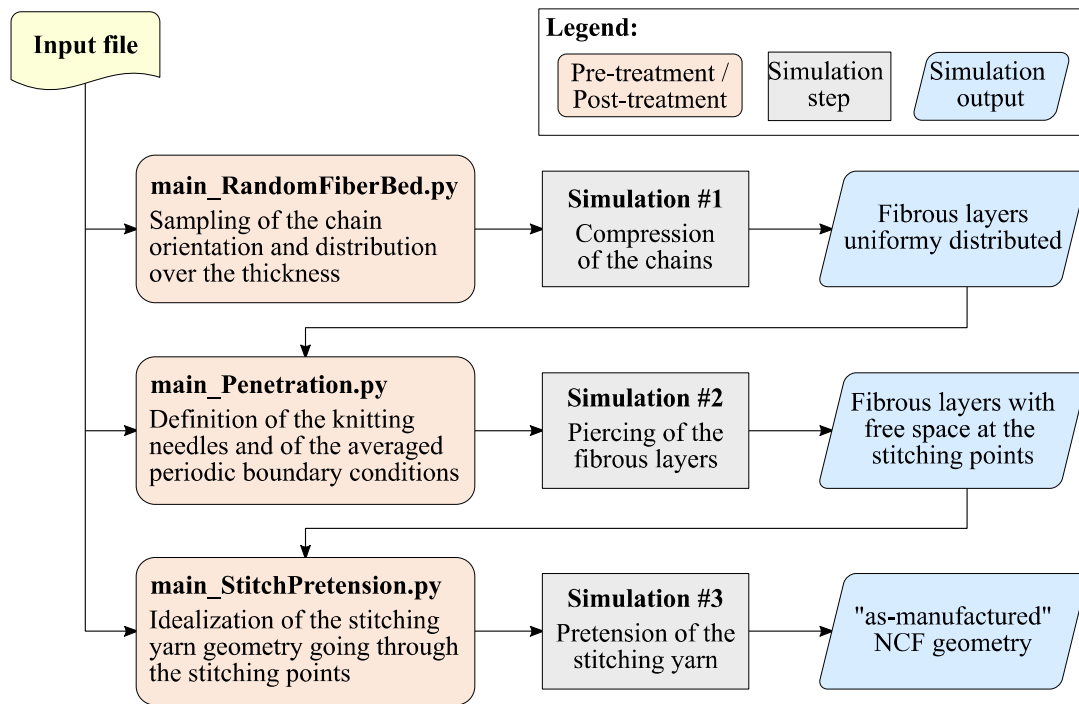 Input file
Legend:
Pre-treatment /
Post-treatment
Simulation
step
Simulation
output
main_RandomFiberBed.py
Sampling of the chain
orientation and distribution
over the thickness
Simulation #1
Compression
of the chains
Fibrous layers
uniformy distributed
main_Penetration.py
Definition of the knitting
needles and of the averaged
periodic boundary conditions
Simulation #2
Piercing of the
fibrous layers
Fibrous layers with
free space at the
stitching points
main_StitchPretension.py
Idealization of the stitching
yarn geometry going through
the stitching points
Simulation #3
Pretension of the
stitching yarn
"as-manufactured"
NCF geometry